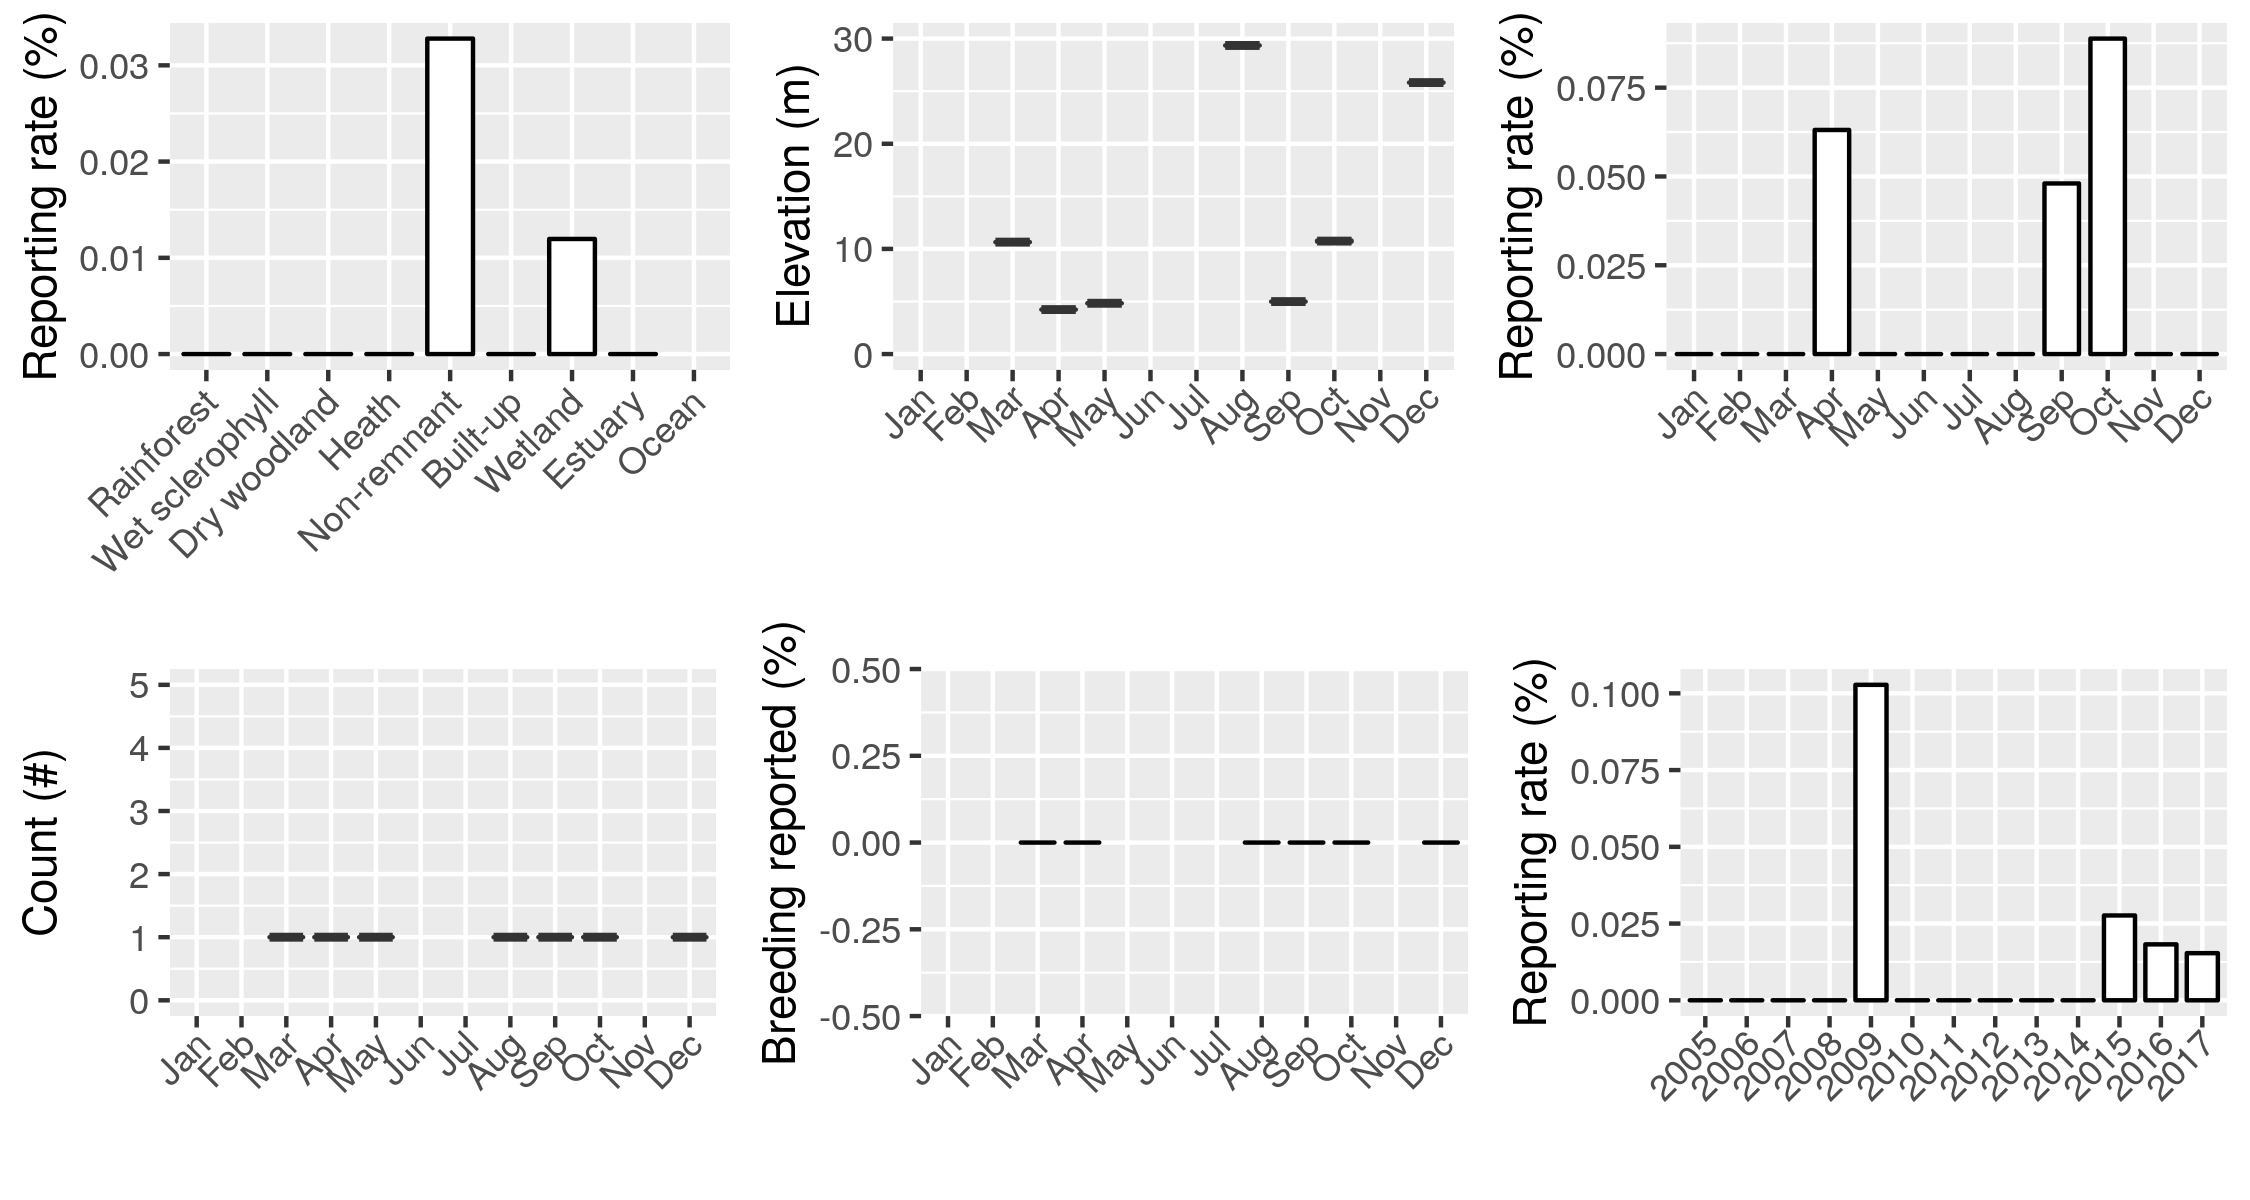 Reporting rate (%)
0.03
0.02
0.01
0.00
Rainforest
Wet sclerophyll
Dry woodland
Heath
Non-remnant
Built-up
Wetland
Estuary
Ocean
Elevation (m)
30
20
10
0
Jan
Feb
Mar
Apr
May
Jun
Jul
Aug
Sep
Oct
Nov
Dec
Reporting rate (%)
0.075
0.050
0.025
0.000
Jan
Feb
Mar
Apr
May
Jun
Jul
Aug
Sep
Oct
Nov
Dec
Count (#)
5
4
3
2
1
0
Jan
Feb
Mar
Apr
May
Jun
Jul
Aug
Sep
Oct
Nov
Dec
Breeding reported (%)
0.50
0.25
0.00
-0.25
-0.50
Jan
Feb
Mar
Apr
May
Jun
Jul
Aug
Sep
Oct
Nov
Dec
Reporting rate (%)
0.100
0.075
0.050
0.025
0.000
2005
2006
2007
2008
2009
2010
2011
2012
2013
2014
2015
2016
2017